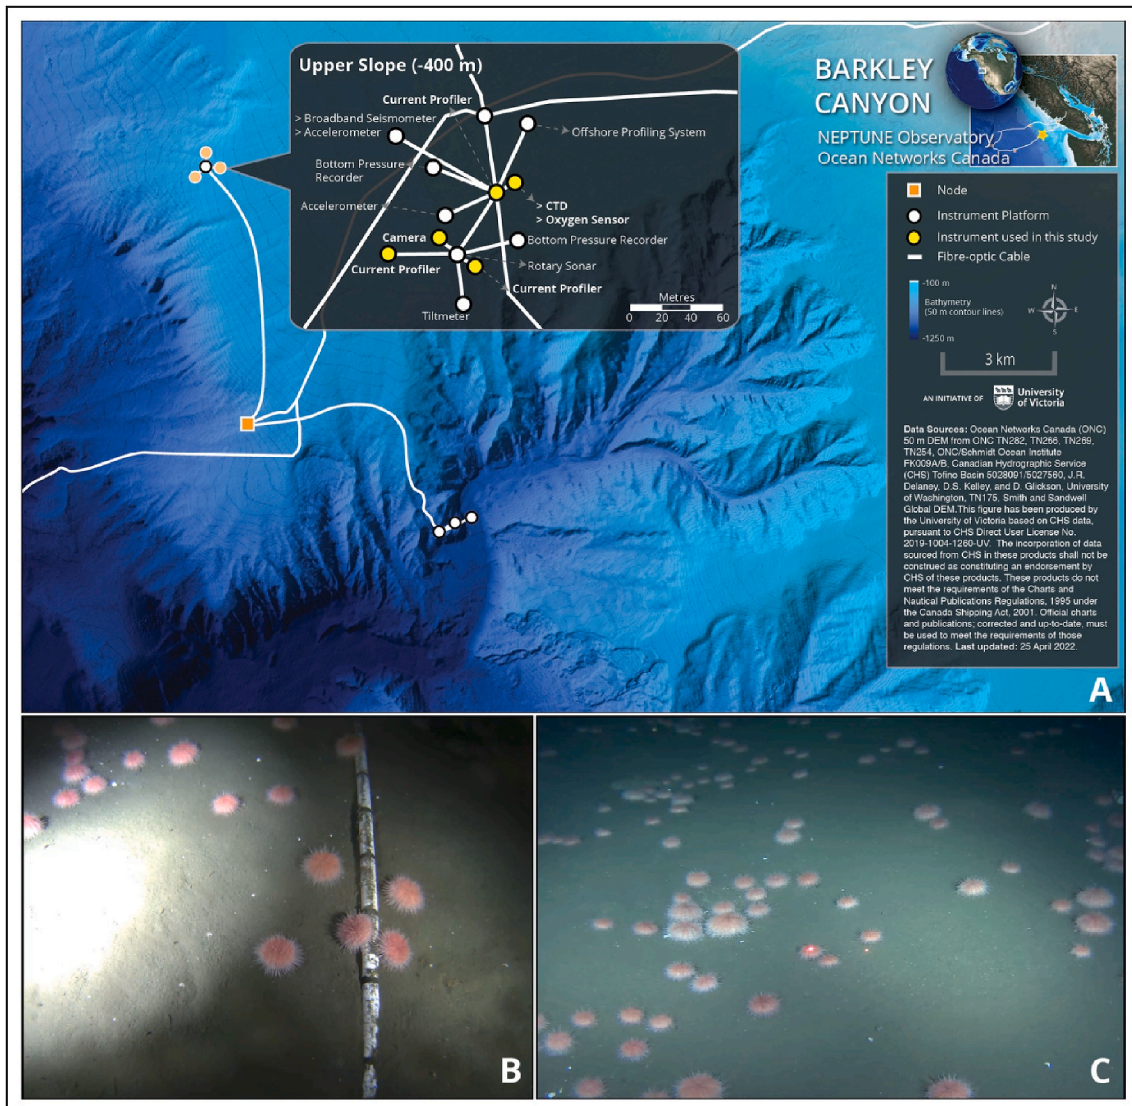 Upper Slope (-400 m)
Current Profiler
> Broadband Seismometer
> Accelerometer
Offshore Profiling System
Bottom Pressure
Recorder
Accelerometer
> CTD
> Oxygen Sensor
Camera
Bottom Pressure Recorder
Current Profiler
Rotary Sonar
Current Profiler
Tiltmeter
Metres
0 20 40 60
BARKLEY
CANYON
NEPTUNE Observatory
Ocean Networks Canada
Node
Instrument Platform
Instrument used in this study
Fibre-optic Cable
-100 m
Bathymetry
(50 m contour lines)
-1250 m
N
W
E
S
3 km
AN INITIATIVE OF
University
of Victoria
Data Sources: Ocean Networks Canada (ONC)
50 m DEM from ONC TN282, TN266, TN269,
TN254, ONC/Schmidt Ocean Institute
FK009A/B, Canadian Hydrographic Service
(CHS) Tofino Basin 5028091/5027560, J.R.
Delaney, D.S. Kelley, and D. Glickson, University
of Washington, TN175, Smith and Sandwell
Global DEM.This figure has been produced by
the University of Victoria based on CHS data,
pursuant to CHS Direct User License No.
2019-1004-1260-UV. The incorporation of data
sourced from CHS in these products shall not be
construed as constituting an endorsement by
CHS of these products. These products do not
meet the requirements of the Charts and
Nautical Publications Regulations, 1995 under
the Canada Shipping Act, 2001. Official charts
and publications; corrected and up-to-date, must
be used to meet the requirements of those
regulations. Last updated: 25 April 2022.
A
B
C